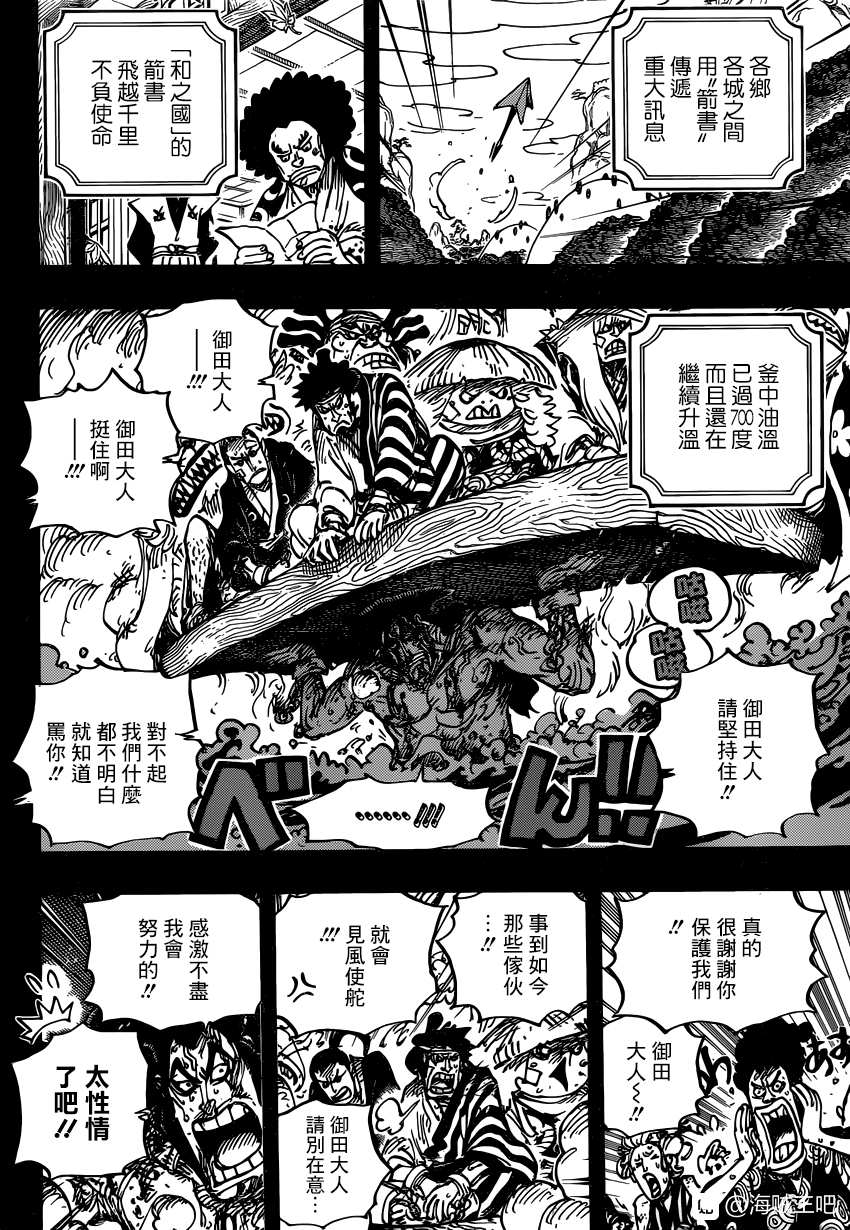 各鄉
各城之間
用〝箭書〞
傳遞
重大訊息
「和之國」的
箭書
飛越千里
不負使命
釜中油溫
已過700度
而且還在
繼續升溫
御田大人
——!!!
御田大人
挺住啊
——!!!
咕啵
咕啵
御田大人
請堅持住!!
………!!!
對不起
我們什麼
都不明白
就知道
罵你!!
べん!!
真的
很謝謝你
保護我們
!!
御田
大人~!!
事到如今
那些傢伙
…!!
就會
見風使舵
!!!
御田大人
請別在意…
感激不盡
我會
努力的!!
太性情
了吧!!
@海賊王吧